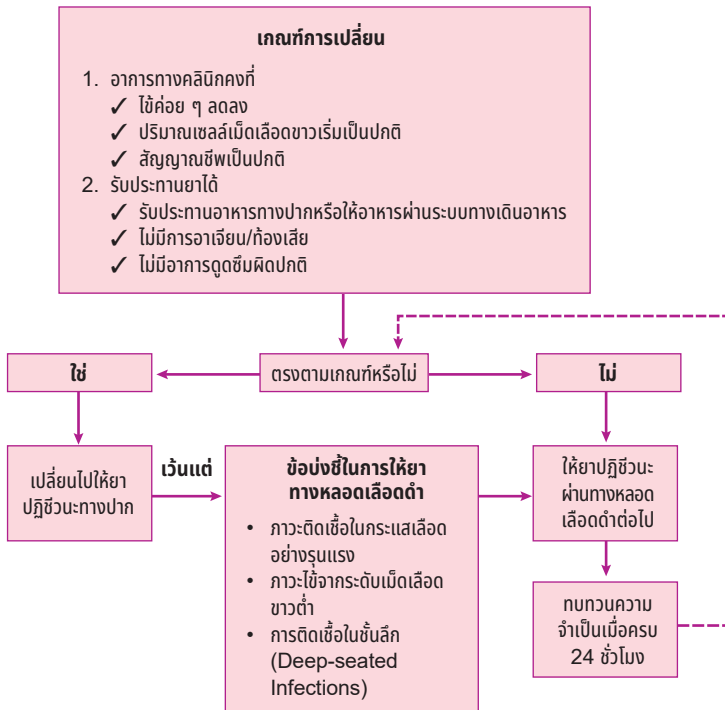 เกณฑ์การเปลี่ยน
1. อาการทางคลินิกคงที่
✓ ไข้ค่อย ๆ ลดลง
✓ ปริมาณเซลล์เม็ดเลือดขาวเริ่มเป็นปกติ
✓ สัญญาณชีพเป็นปกติ
2. รับประทานยาได้
✓ รับประทานอาหารทางปากหรือให้อาหารผ่านระบบทางเดินอาหาร
✓ ไม่มีการอาเจียน/ท้องเสีย
✓ ไม่มีอาการดูดซึมผิดปกติ
ใช่
ตรงตามเกณฑ์หรือไม่
ไม่
เปลี่ยนไปให้ยา
ปฏิชีวนะทางปาก
เว้นแต่
ข้อบ่งชี้ในการให้ยา
ทางหลอดเลือดดำ
• ภาวะติดเชื้อในกระแสเลือด
อย่างรุนแรง
• ภาวะไข้จากระดับเม็ดเลือด
ขาวต่ำ
• การติดเชื้อในชั้นลึก
(Deep-seated
Infections)
ให้ยาปฏิชีวนะ
ผ่านทางหลอด
เลือดดำต่อไป
ทบทวนความ
จำเป็นเมื่อครบ
24 ชั่วโมง